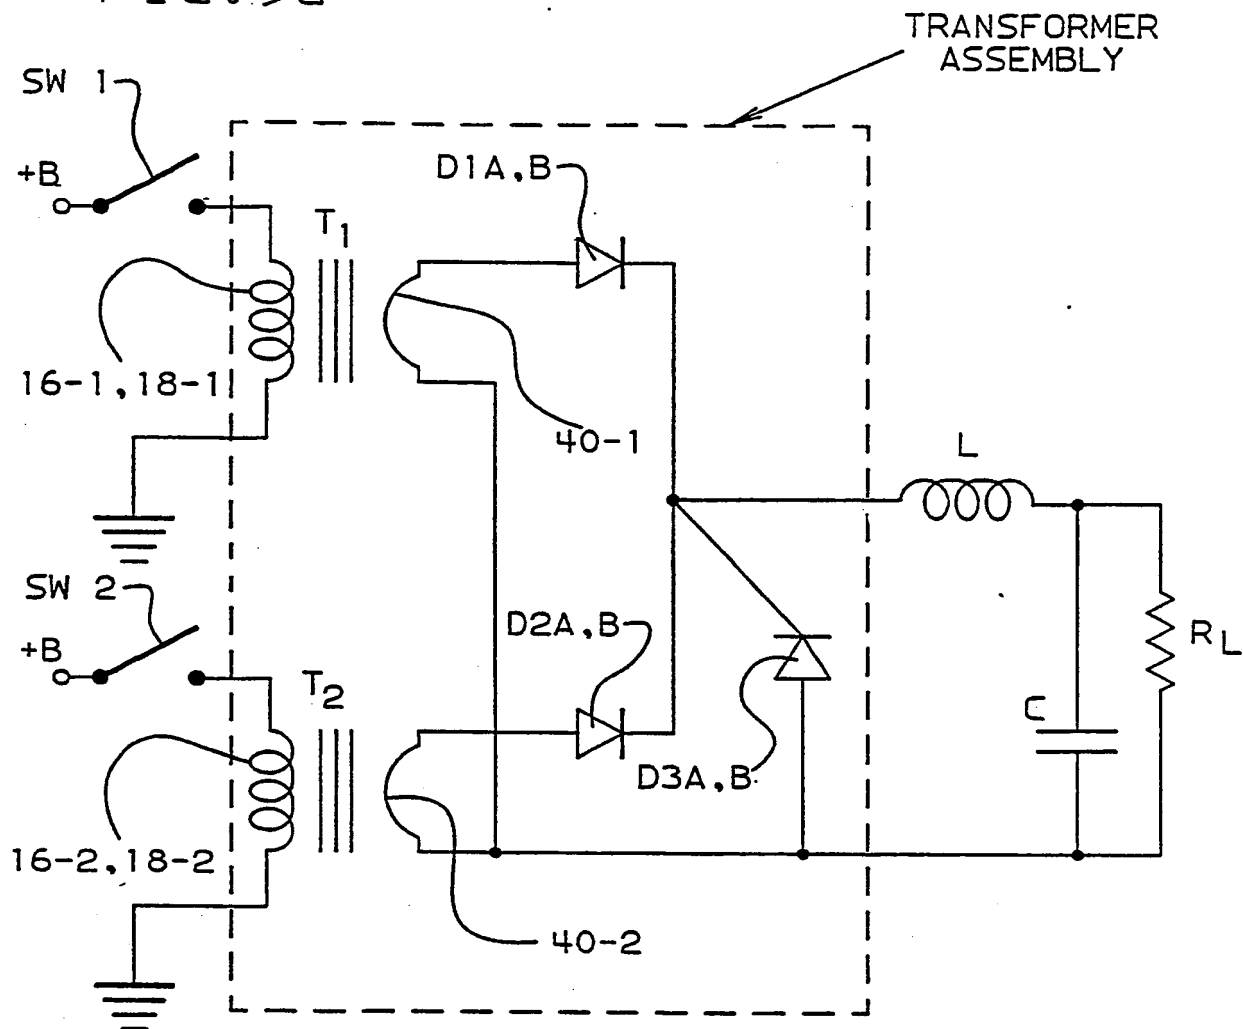 TRANSFORMER
ASSEMBLY
SW 1
+B
D1A,B
T1
16-1,18-1
40-1
L
SW 2
+B
D2A,B
T2
RL
C
D3A,B
16-2,18-2
40-2